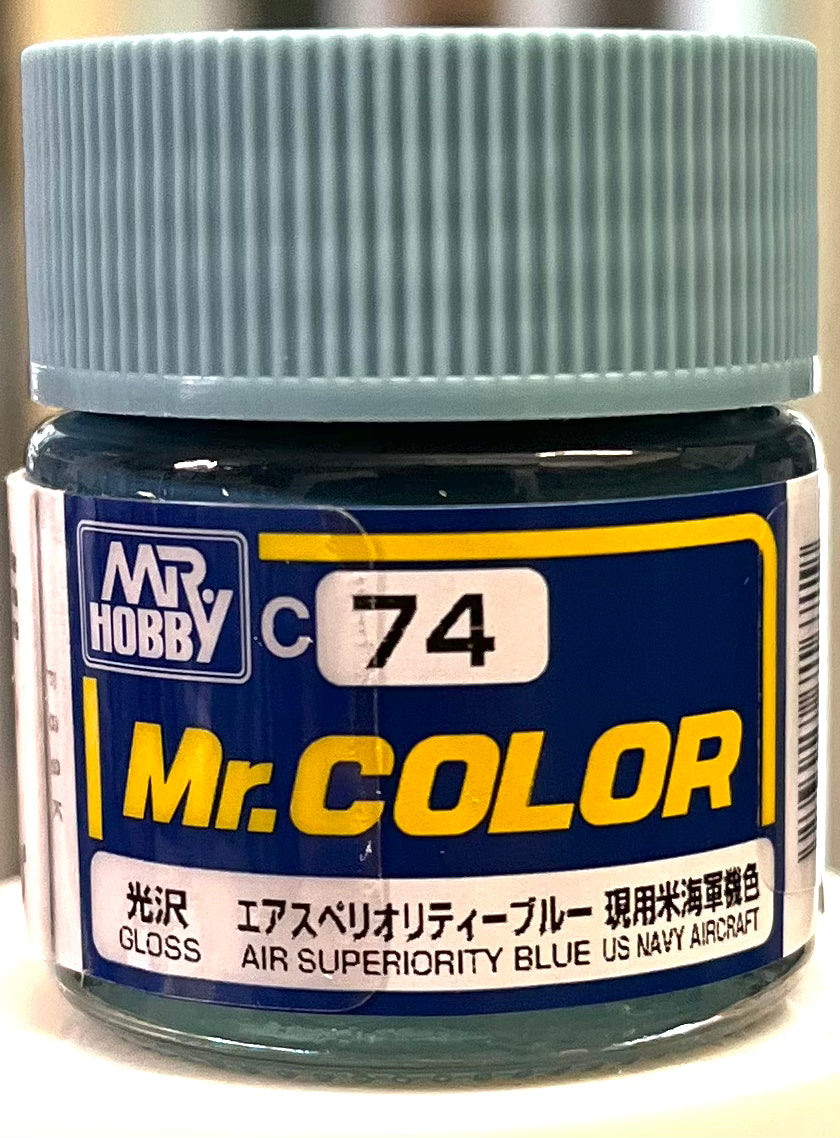 MR.
HOBBY
C 74
Mr.COLOR
光沢 エアスペリオリティーブルー 現用米海軍機色
GLOSS AIR SUPERIORITY BLUE US NAVY AIRCRAFT